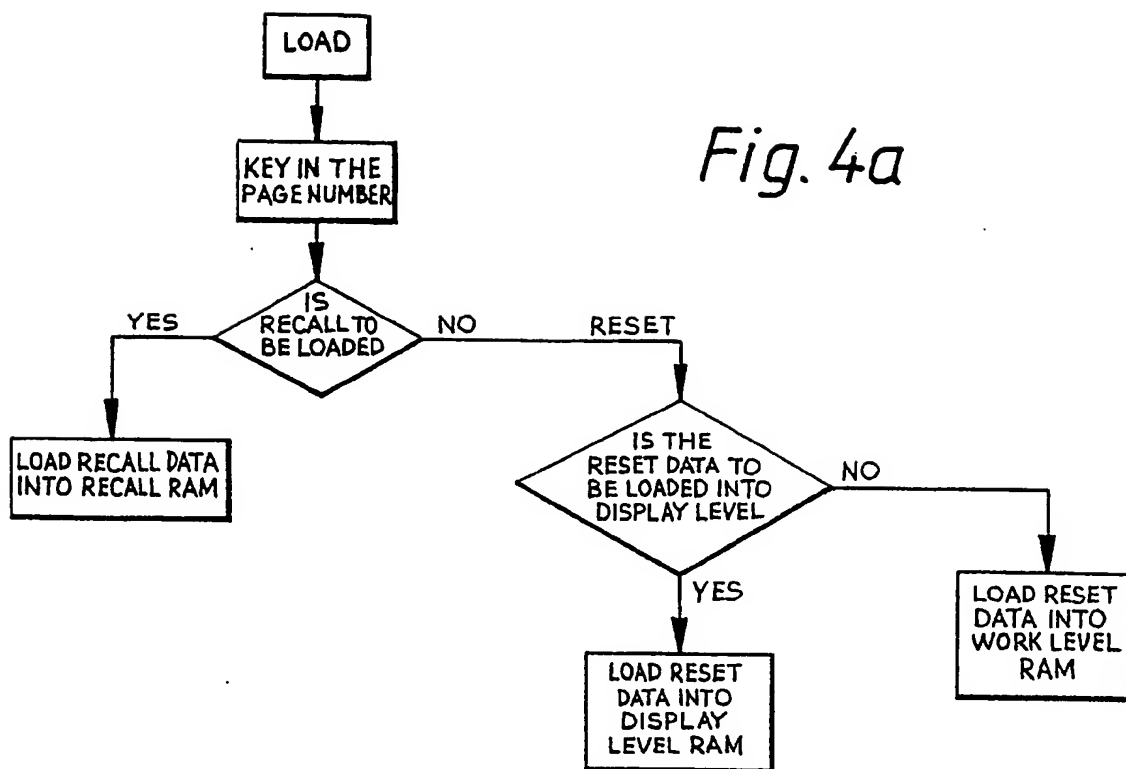 LOAD
Fig. 4a
KEY IN THE
PAGE NUMBER
IS
RECALL TO
BE LOADED
YES
NO
RESET
LOAD RECALL DATA
INTO RECALL RAM
IS THE
RESET DATA TO
BE LOADED INTO
DISPLAY LEVEL
NO
YES
LOAD RESET
DATA INTO
WORK LEVEL
RAM
LOAD RESET
DATA INTO
DISPLAY
LEVEL RAM